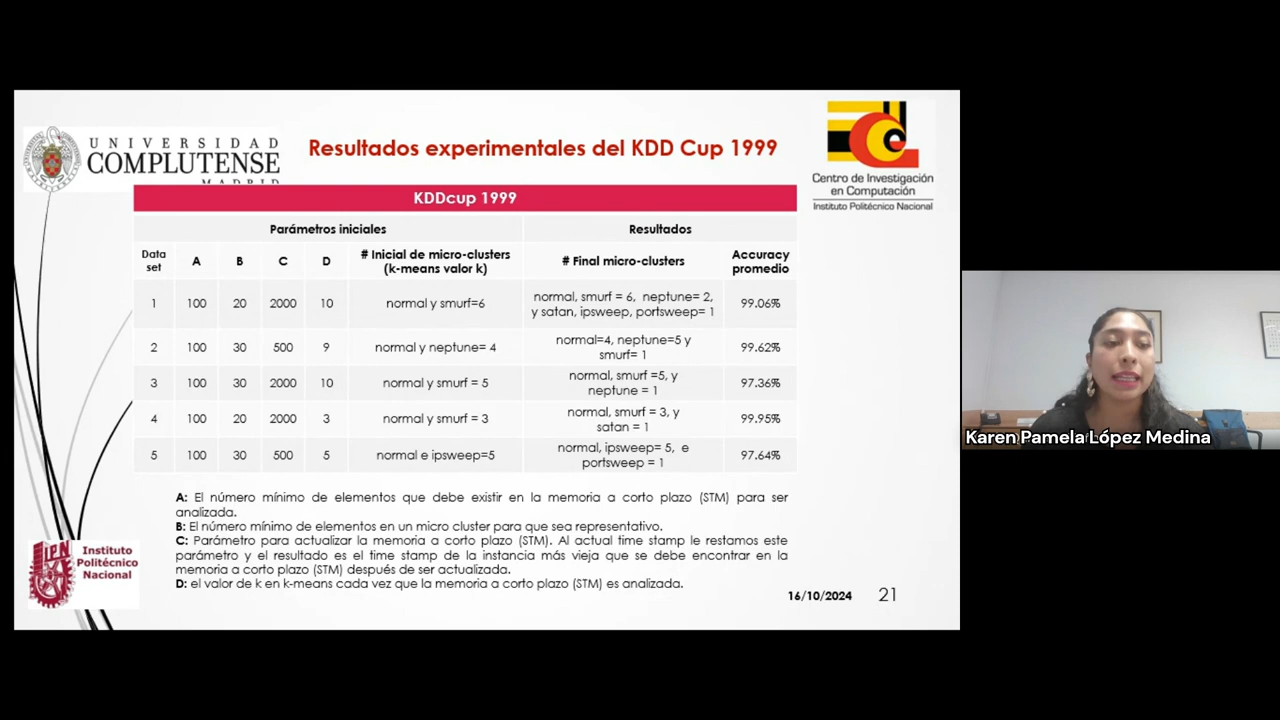 UNIVERSIDAD
COMPLUTENSE
MADRID
Resultados experimentales del KDD Cup 1999
Centro de Investigación
en Computación
Instituto Politécnico Nacional
KDDcup 1999
Parámetros iniciales Resultados
Data set A B C D # Inicial de micro-clusters (k-means valor k) # Final micro-clusters Accuracy promedio
1 100 20 2000 10 normal y smurf=6 normal, smurf = 6, neptune= 2, y satan, ipsweep, portsweep= 1 99.06%
2 100 30 500 9 normal y neptune= 4 normal=4, neptune=5 y smurf= 1 99.62%
3 100 30 2000 10 normal y smurf = 5 normal, smurf =5, y neptune = 1 97.36%
4 100 20 2000 3 normal y smurf = 3 normal, smurf = 3, y satan = 1 99.95%
5 100 30 500 5 normal e ipsweep=5 normal, ipsweep= 5, e portsweep = 1 97.64%
A: El número mínimo de elementos que debe existir en la memoria a corto plazo (STM) para ser
analizada.
B: El número mínimo de elementos en un micro cluster para que sea representativo.
C: Parámetro para actualizar la memoria a corto plazo (STM). Al actual time stamp le restamos este
parámetro y el resultado es el time stamp de la instancia más vieja que se debe encontrar en la
memoria a corto plazo (STM) después de ser actualizada.
D: el valor de k en k-means cada vez que la memoria a corto plazo (STM) es analizada.
IPN
Instituto
Politécnico
Nacional
16/10/2024 21
Karen Pamela López Medina